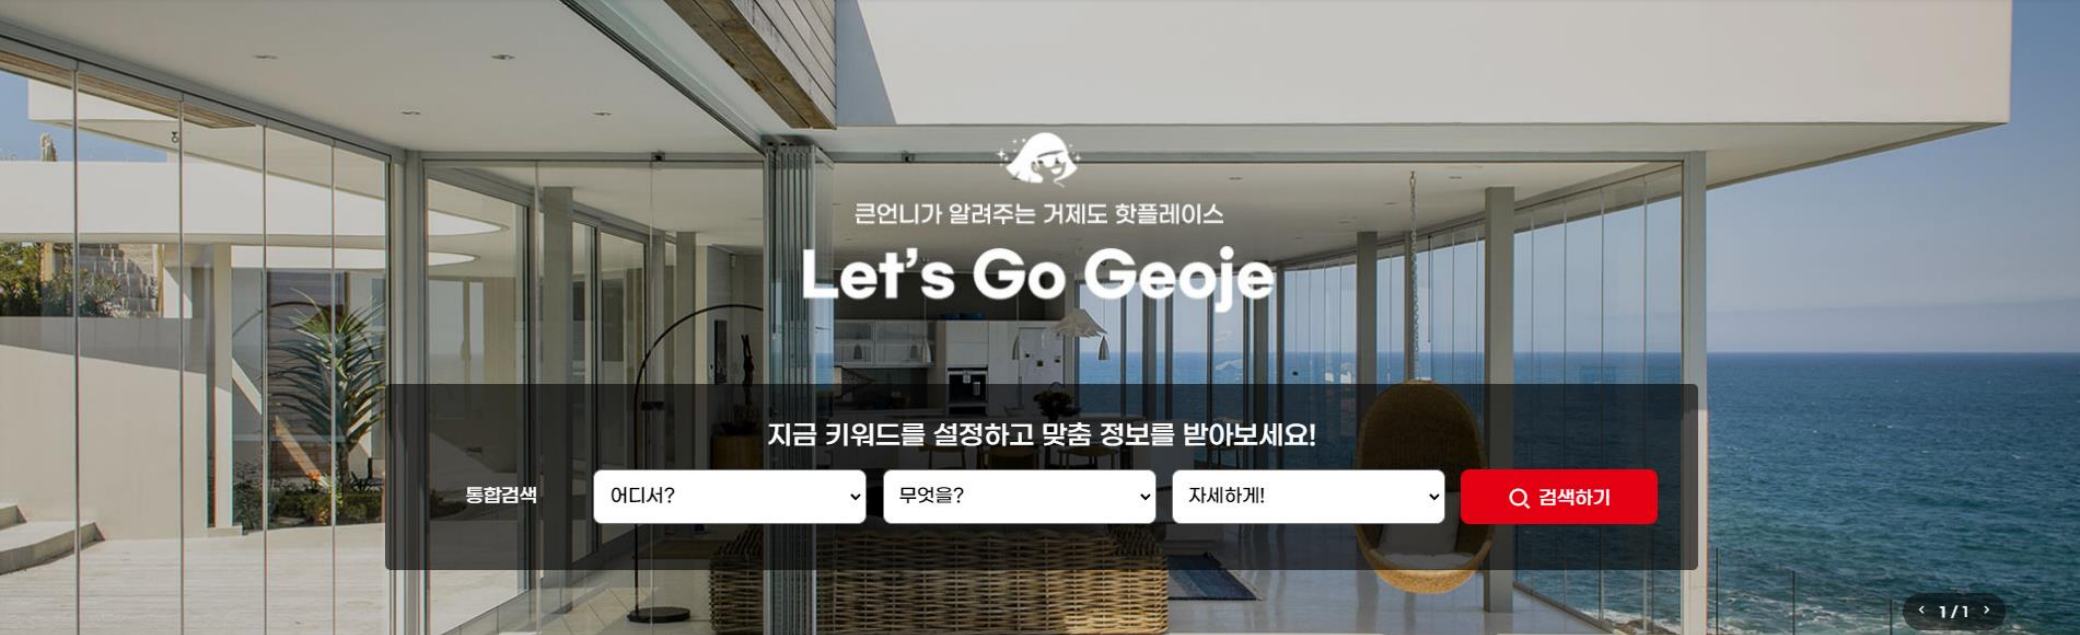 큰언니가 알려주는 거제도 핫플레이스
Let's Go Geoje
지금 키워드를 설정하고 맞춤 정보를 받아보세요!
통합검색 어디서? 무엇을? 자세하게! 검색하기
1/1